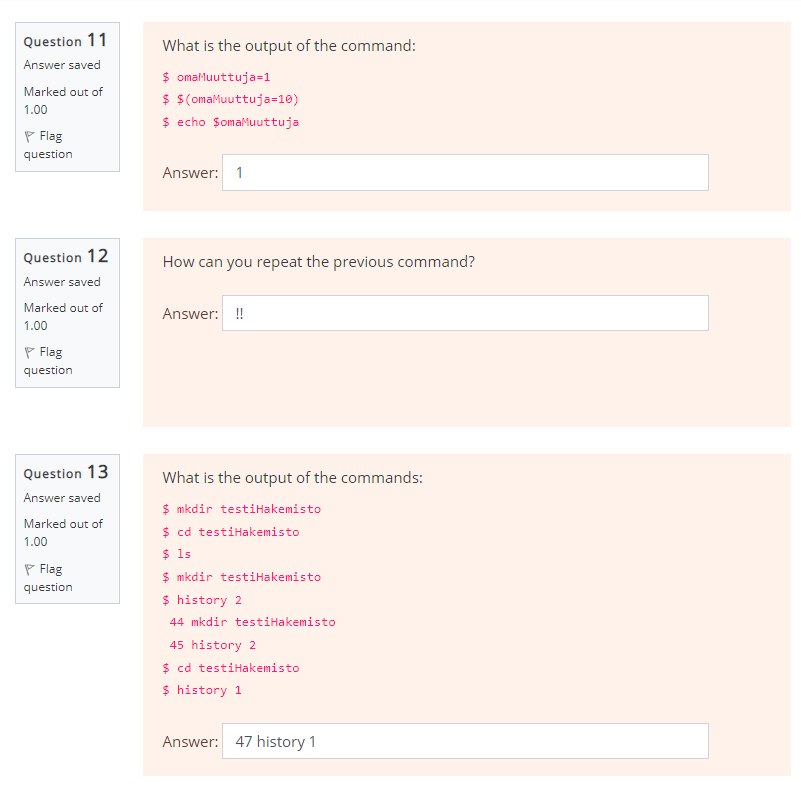 Question 11
Answer saved
Marked out of
1.00
Flag
question
What is the output of the command:
$ omaMuuttuja=1
$ $(omaMuuttuja=10)
$ echo $omaMuuttuja
Answer: 1
Question 12
Answer saved
Marked out of
1.00
Flag
question
How can you repeat the previous command?
Answer: !!
Question 13
Answer saved
Marked out of
1.00
Flag
question
What is the output of the commands:
$ mkdir testiHakemisto
$ cd testiHakemisto
$ ls
$ mkdir testiHakemisto
$ history 2
44 mkdir testiHakemisto
45 history 2
$ cd testiHakemisto
$ history 1
Answer: 47 history 1